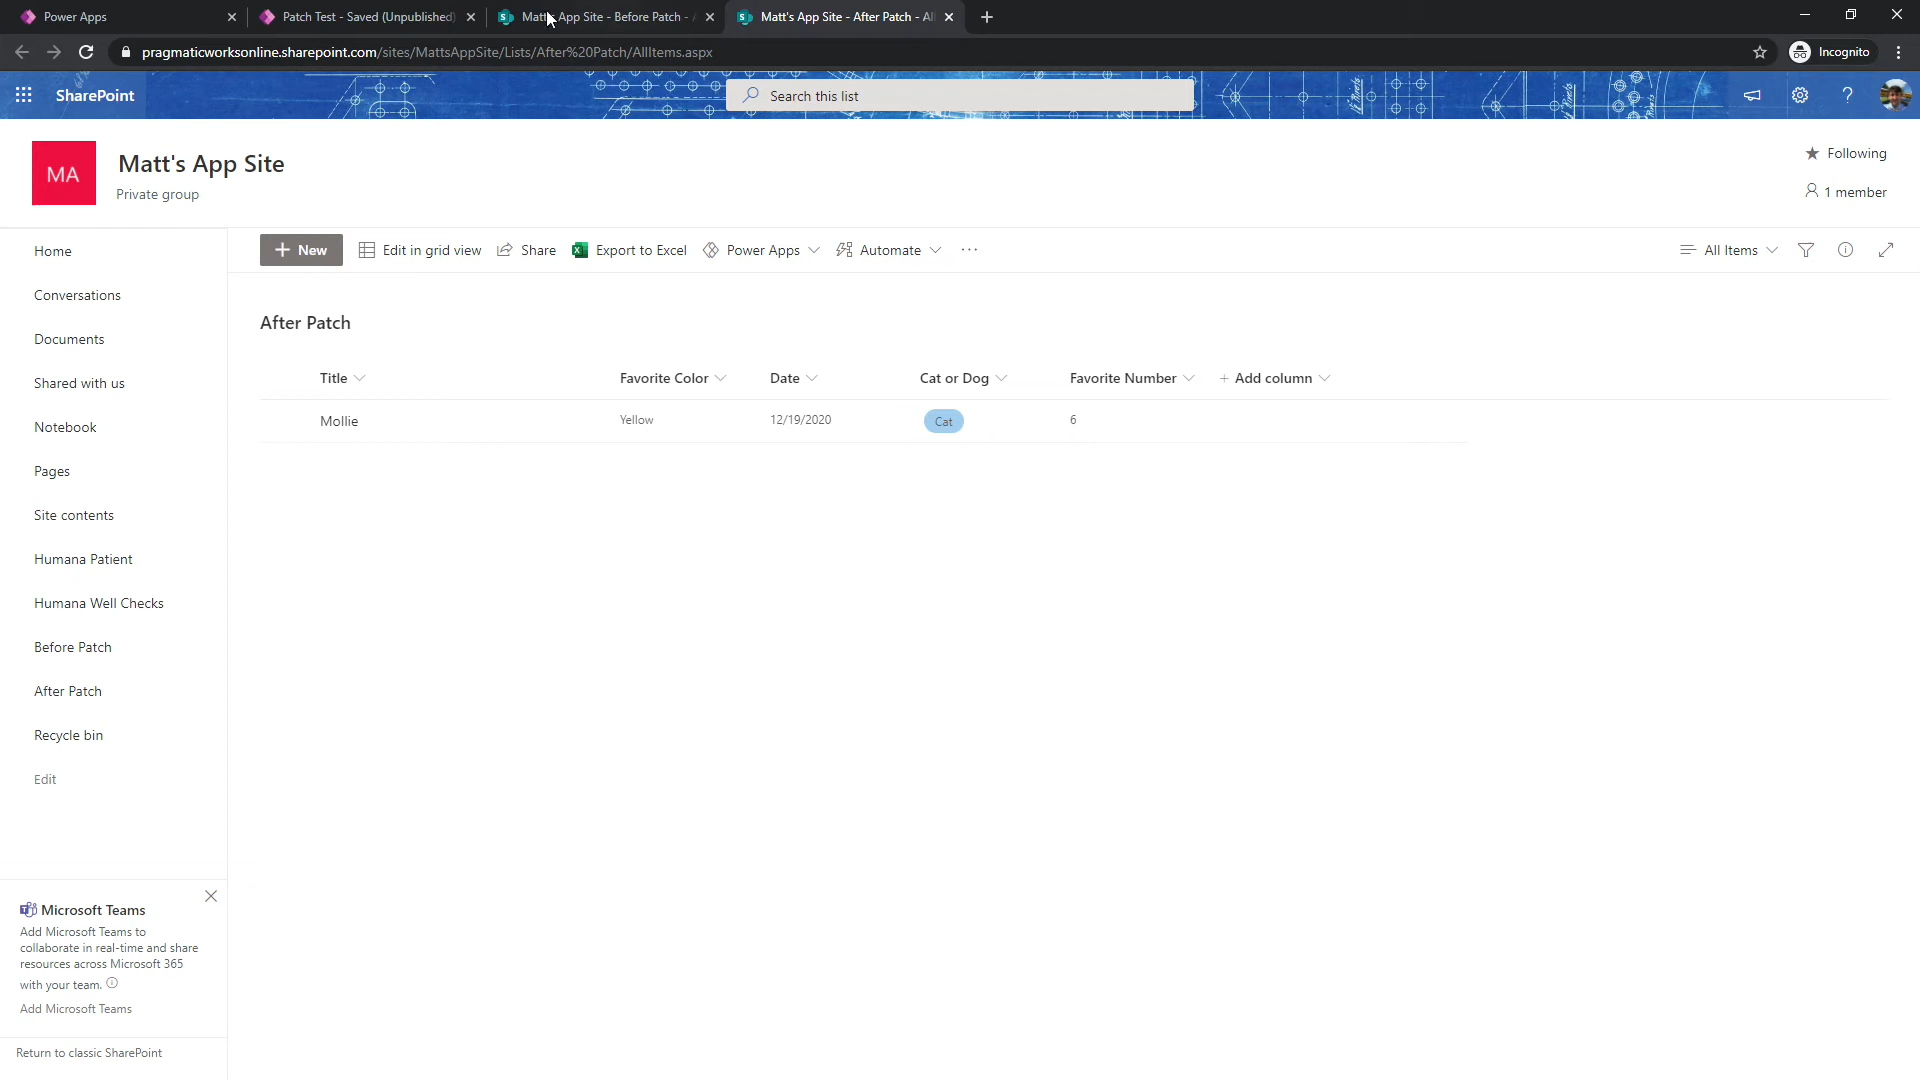 Power Apps
Patch Test - Saved (Unpublished)
Matt's App Site - Before Patch - A
Matt's App Site - After Patch - All
pragmaticworksonline.sharepoint.com/sites/MattsAppSite/Lists/After%20Patch/AllItems.aspx
Incognito
SharePoint
Search this list
MA
Matt's App Site
Private group
Following
1 member
Home
Conversations
Documents
Shared with us
Notebook
Pages
Site contents
Humana Patient
Humana Well Checks
Before Patch
After Patch
Recycle bin
Edit
New
Edit in grid view
Share
Export to Excel
Power Apps
Automate
All Items
After Patch
Title
Favorite Color
Date
Cat or Dog
Favorite Number
+ Add column
Mollie
Yellow
12/19/2020
Cat
6
Microsoft Teams
Add Microsoft Teams to
collaborate in real-time and share
resources across Microsoft 365
with your team.
Add Microsoft Teams
Return to classic SharePoint